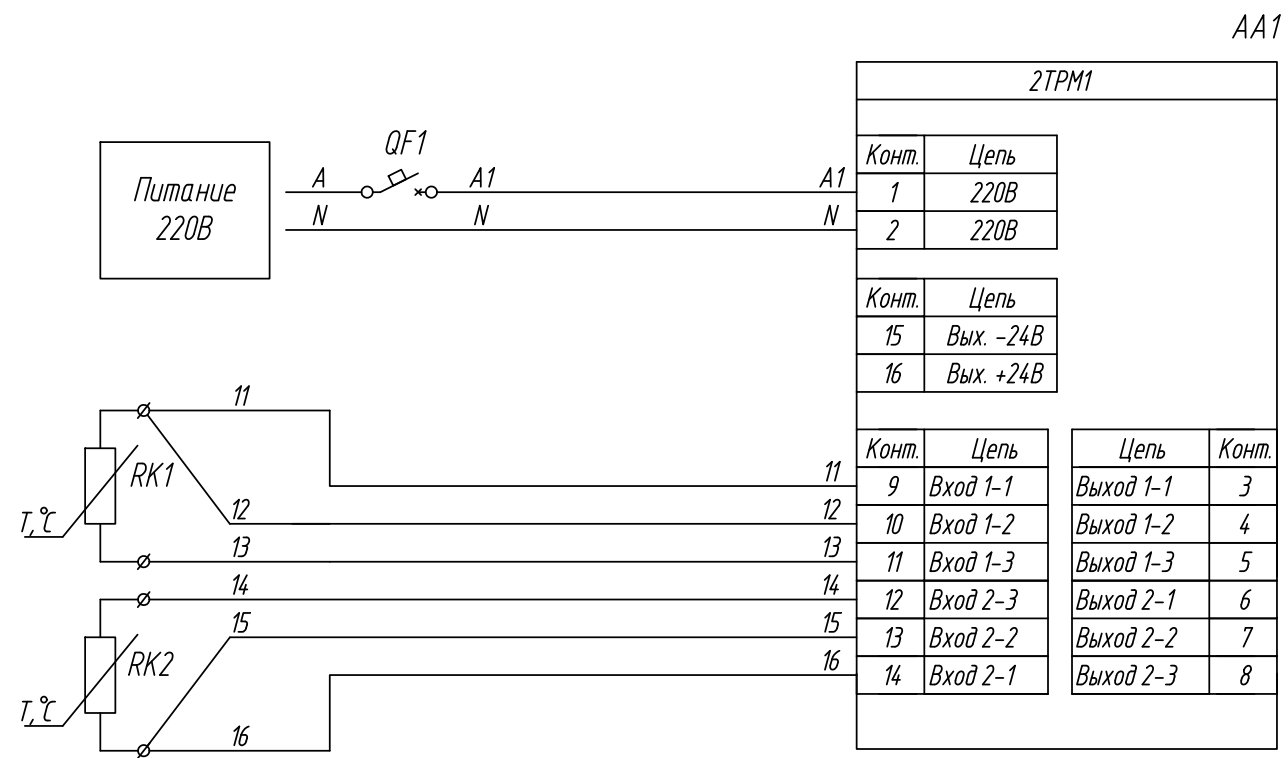 AA1
2ТРМ1
Питание
220В
QF1
A
A1
A1
N
N
N
Конт. Цепь
1 220В
2 220В
Конт. Цепь
15 Вых. -24В
16 Вых. +24В
Конт. Цепь
9 Вход 1-1
10 Вход 1-2
11 Вход 1-3
12 Вход 2-3
13 Вход 2-2
14 Вход 2-1
Цепь Конт.
Выход 1-1 3
Выход 1-2 4
Выход 1-3 5
Выход 2-1 6
Выход 2-2 7
Выход 2-3 8
RK1
T,°C
11
11
12
12
13
13
RK2
T,°C
14
14
15
15
16
16